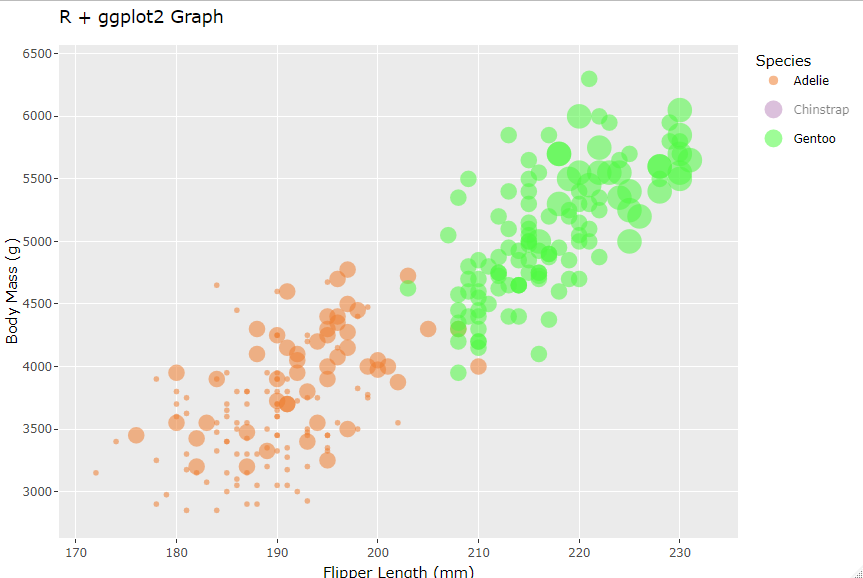 R + ggplot2 Graph
Species
Adelie
Chinstrap
Gentoo
Body Mass (g)
6500
6000
5500
5000
4500
4000
3500
3000
170 180 190 200 210 220 230
Flipper Length (mm)